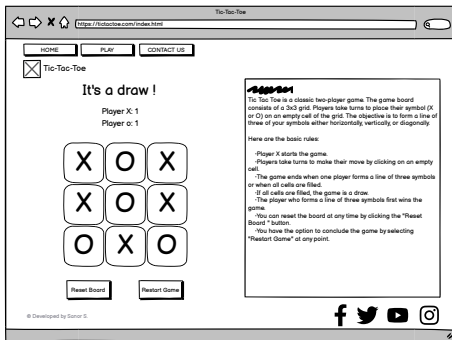 Tic-Tac-Toe
https://tictactoe.com/index.html
HOME PLAY CONTACT US
Tic-Tac-Toe
It's a draw !
Player X: 1
Player o: 1
X O X
X O X
O X O
Reset Board Restart Game
Tic Tac Toe is a classic two-player game. The game board
consists of a 3x3 grid. Players take turns to place their symbol (X
or O) on an empty cell of the grid. The objective is to form a line of
three of your symbols either horizontally, vertically, or diagonally.
Here are the basic rules:
-Player X starts the game.
-Players take turns to make their move by clicking on an empty
cell.
-The game ends when one player forms a line of three symbols
or when all cells are filled.
-If all cells are filled, the game is a draw.
-The player who forms a line of three symbols first wins the
game.
-You can reset the board at any time by clicking the "Reset
Board " button.
-You have the option to conclude the game by selecting
"Restart Game" at any point.
© Developed by Sonor S.